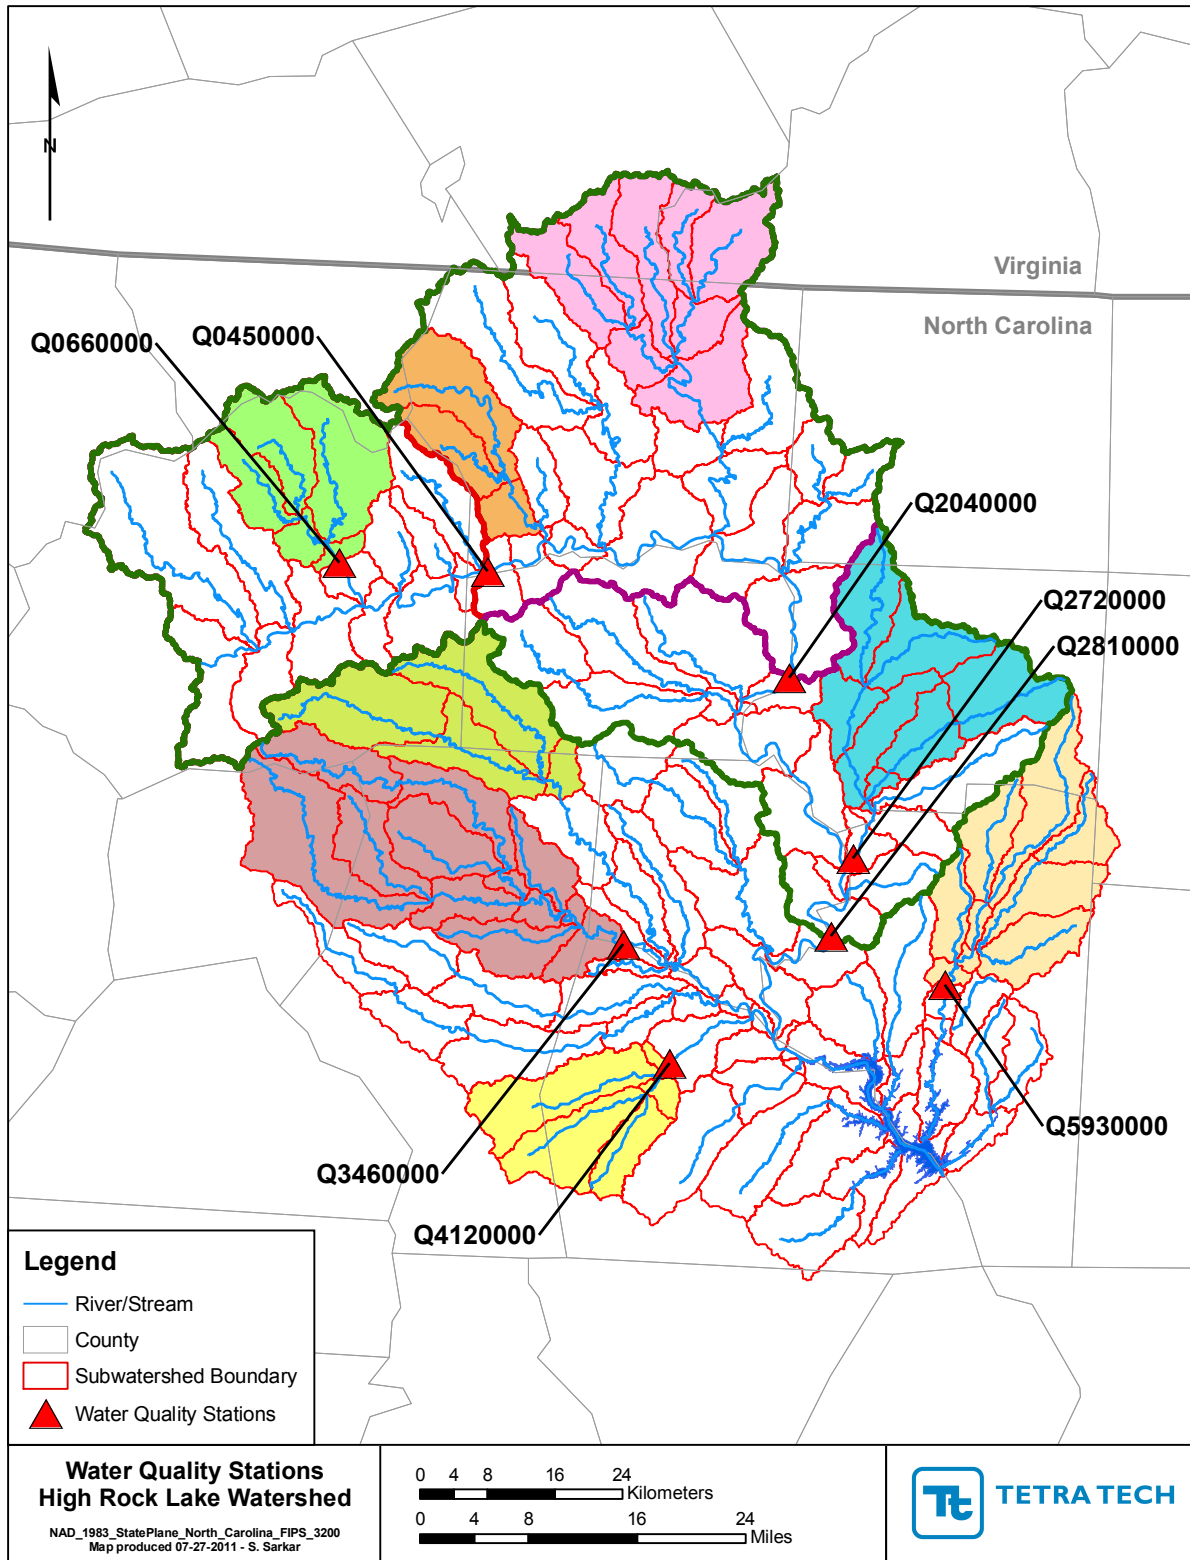 N
Virginia
North Carolina
Q0660000
Q0450000
Q2040000
Q2720000
Q2810000
Q5930000
Q3460000
Q4120000
Legend
River/Stream
County
Subwatershed Boundary
Water Quality Stations
Water Quality Stations
High Rock Lake Watershed
NAD_1983_StatePlane_North_Carolina_FIPS_3200
Map produced 07-27-2011 - S. Sarkar
0 4 8 16 24
Kilometers
0 4 8 16 24
Miles
Tt TETRA TECH